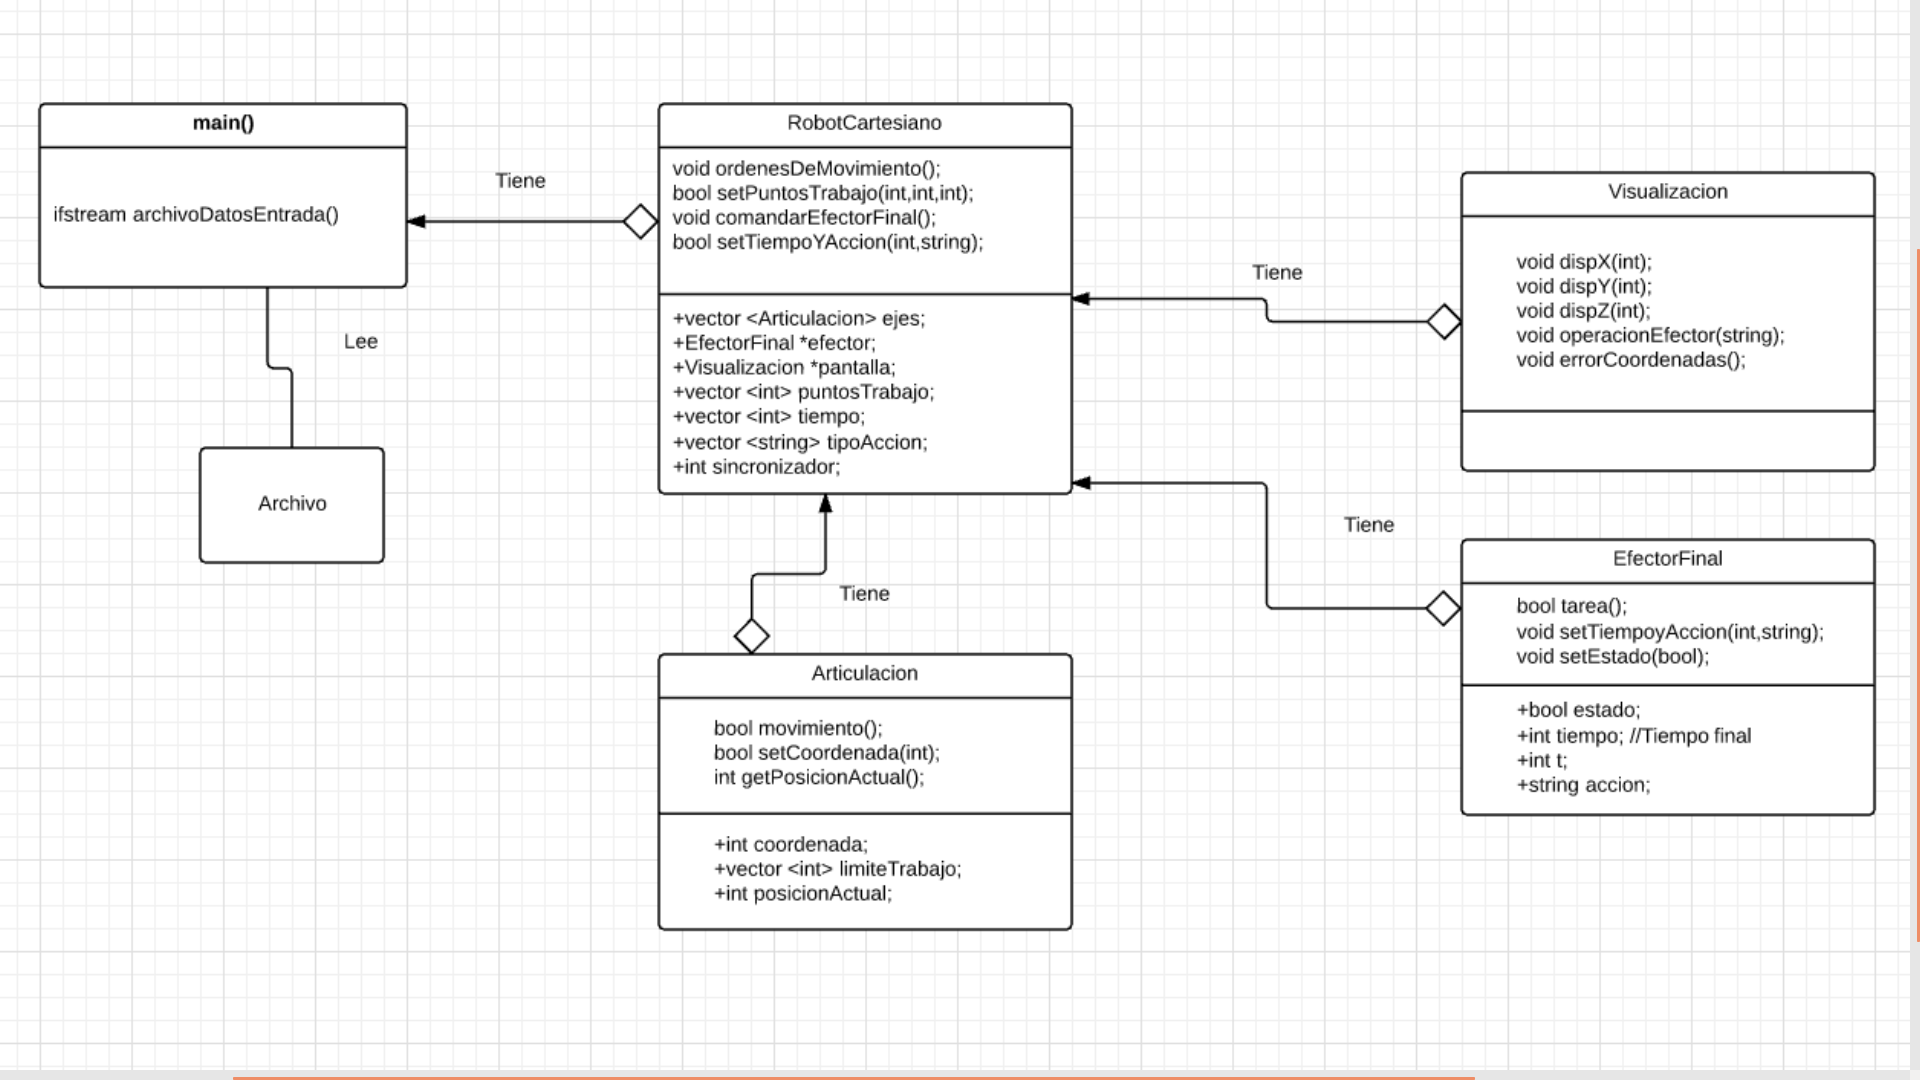 main()
ifstream archivoDatosEntrada()
Tiene
Lee
Archivo
RobotCartesiano
void ordenesDeMovimiento();
bool setPuntosTrabajo(int,int,int);
void comandarEfectorFinal();
bool setTiempoYAccion(int,string);
+vector <Articulacion> ejes;
+EfectorFinal *efector;
+Visualizacion *pantalla;
+vector <int> puntosTrabajo;
+vector <int> tiempo;
+vector <string> tipoAccion;
+int sincronizador;
Tiene
Articulacion
bool movimiento();
bool setCoordenada(int);
int getPosicionActual();
+int coordenada;
+vector <int> limiteTrabajo;
+int posicionActual;
Tiene
Visualizacion
void dispX(int);
void dispY(int);
void dispZ(int);
void operacionEfector(string);
void errorCoordenadas();
Tiene
EfectorFinal
bool tarea();
void setTiempoyAccion(int,string);
void setEstado(bool);
+bool estado;
+int tiempo; //Tiempo final
+int t;
+string accion;